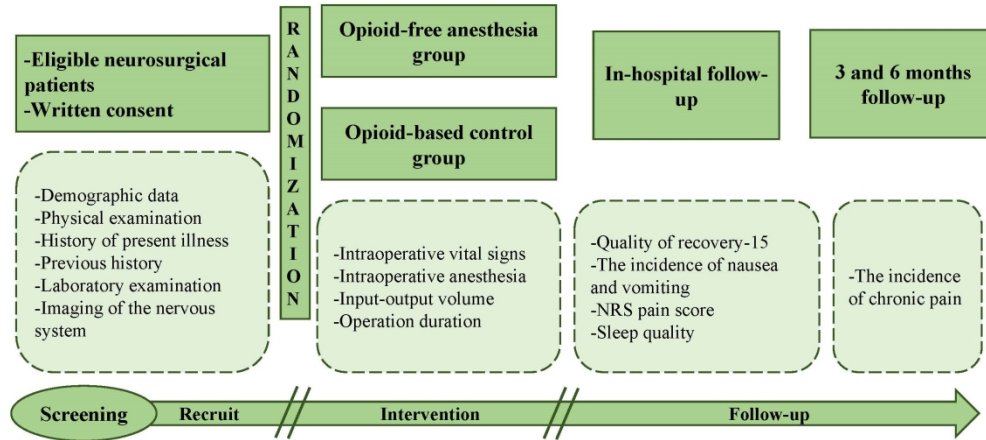 -Eligible neurosurgical
patients
-Written consent
-Demographic data
-Physical examination
-History of present illness
-Previous history
-Laboratory examination
-Imaging of the nervous
system
RANDOMIZATION
Opioid-free anesthesia
group
Opioid-based control
group
-Intraoperative vital signs
-Intraoperative anesthesia
-Input-output volume
-Operation duration
In-hospital follow-
up
-Quality of recovery-15
-The incidence of nausea
and vomiting
-NRS pain score
-Sleep quality
3 and 6 months
follow-up
-The incidence
of chronic pain
Screening
Recruit
Intervention
Follow-up